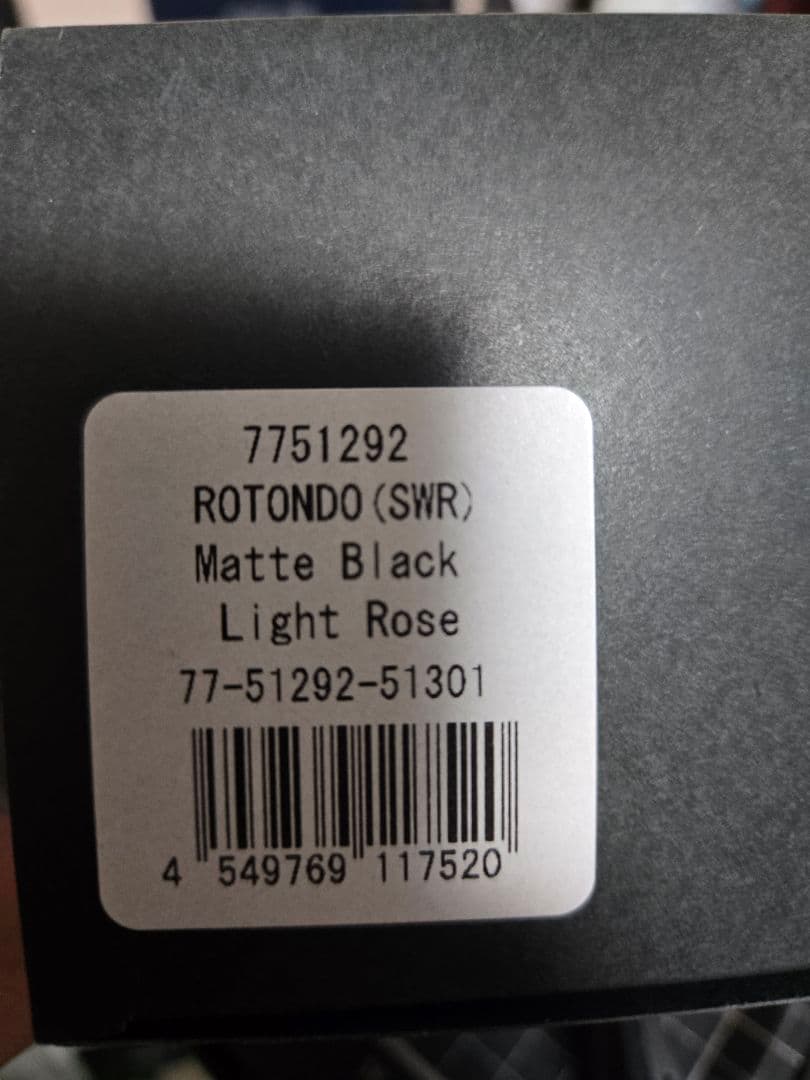 7751292
ROTONDO(SWR)
Matte Black
Light Rose
77-51292-51301
4 549769 117520